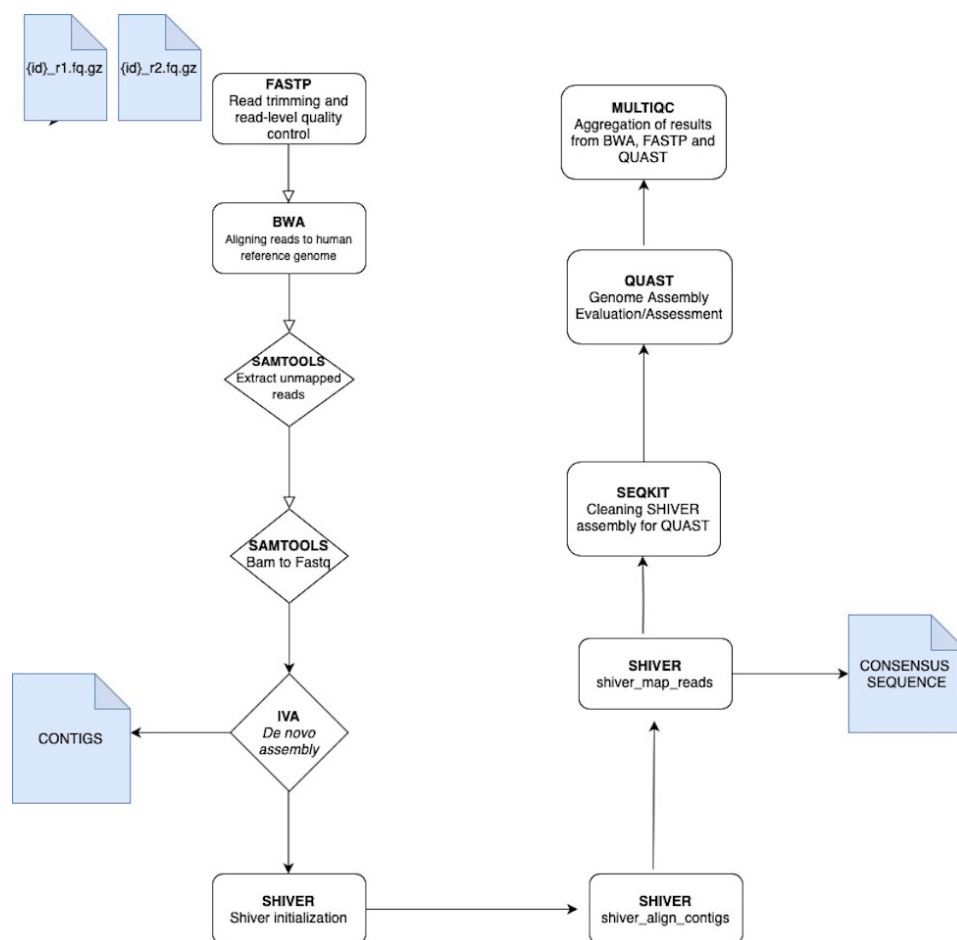 {id}_r1.fq.gz
{id}_r2.fq.gz
FASTP
Read trimming and
read-level quality
control
BWA
Aligning reads to human
reference genome
SAMTOOLS
Extract unmapped
reads
SAMTOOLS
Bam to Fastq
IVA
De novo
assembly
CONTIGS
SHIVER
Shiver initialization
SHIVER
shiver_align_contigs
SHIVER
shiver_map_reads
CONSENSUS
SEQUENCE
SEQKIT
Cleaning SHIVER
assembly for QUAST
QUAST
Genome Assembly
Evaluation/Assessment
MULTIQC
Aggregation of results
from BWA, FASTP and
QUAST